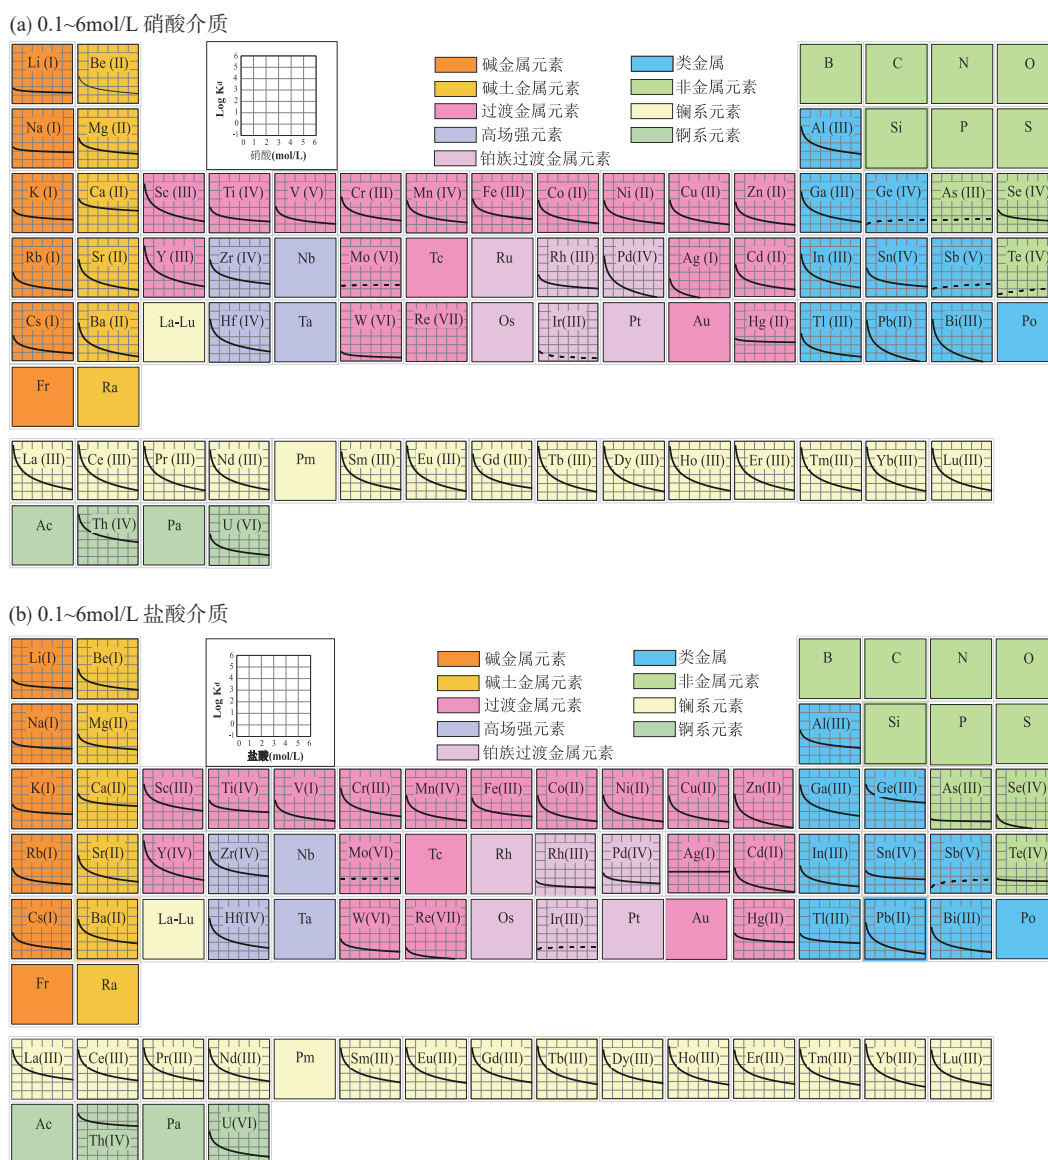 (a) 0.1~6mol/L 硝酸介质
Li (I) Be (II) B C N O
Log Kd
6
5
4
3
2
1
0
-1
0 1 2 3 4 5 6
硝酸(mol/L)
碱金属元素 类金属
碱土金属元素 非金属元素
过渡金属元素 镧系元素
高场强元素 锕系元素
铂族过渡金属元素
Na (I) Mg (II) Al (III) Si P S
K (I) Ca (II) Sc (III) Ti (IV) V (V) Cr (III) Mn (IV) Fe (III) Co (II) Ni (II) Cu (II) Zn (II) Ga (III) Ge (IV) As (III) Se (IV)
Rb (I) Sr (II) Y (III) Zr (IV) Nb Mo (VI) Tc Ru Rh (III) Pd(IV) Ag (I) Cd (II) In (III) Sn(IV) Sb (V) Te (IV)
Cs (I) Ba (II) La-Lu Hf (IV) Ta W (VI) Re (VII) Os Ir(III) Pt Au Hg (II) Tl (III) Pb(II) Bi(III) Po
Fr Ra
La (III) Ce (III) Pr (III) Nd (III) Pm Sm (III) Eu (III) Gd (III) Tb (III) Dy (III) Ho (III) Er (III) Tm(III) Yb(III) Lu(III)
Ac Th (IV) Pa U (VI)
(b) 0.1~6mol/L 盐酸介质
Li(I) Be(I) B C N O
Log Kd
6
5
4
3
2
1
0
-1
0 1 2 3 4 5 6
盐酸(mol/L)
碱金属元素 类金属
碱土金属元素 非金属元素
过渡金属元素 镧系元素
高场强元素 锕系元素
铂族过渡金属元素
Na(I) Mg(II) Al(III) Si P S
K(I) Ca(II) Sc(III) Ti(IV) V(I) Cr(III) Mn(IV) Fe(III) Co(II) Ni(II) Cu(II) Zn(II) Ga(III) Ge(III) As(III) Se(IV)
Rb(I) Sr(II) Y(IV) Zr(IV) Nb Mo(VI) Tc Rh Rh(III) Pd(IV) Ag(I) Cd(II) In(III) Sn(IV) Sb(V) Te(IV)
Cs(I) Ba(II) La-Lu Hf(IV) Ta W(VI) Re(VII) Os Ir(III) Pt Au Hg(II) Tl(III) Pb(II) Bi(III) Po
Fr Ra
La(III) Ce(III) Pr(III) Nd(III) Pm Sm(III) Eu(III) Gd(III) Tb(III) Dy(III) Ho(III) Er(III) Tm(III) Yb(III) Lu(III)
Ac Th(IV) Pa U(VI)